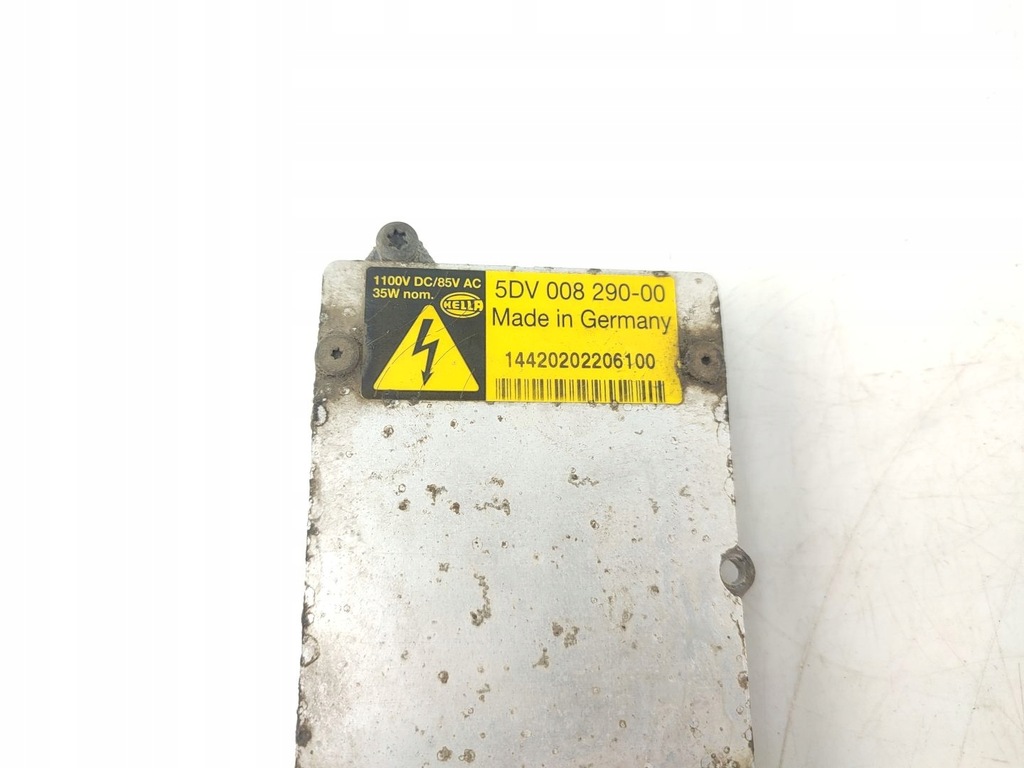 1100V DC/85V AC
35W nom.
HELLA
5DV 008 290-00
Made in Germany
14420202206100